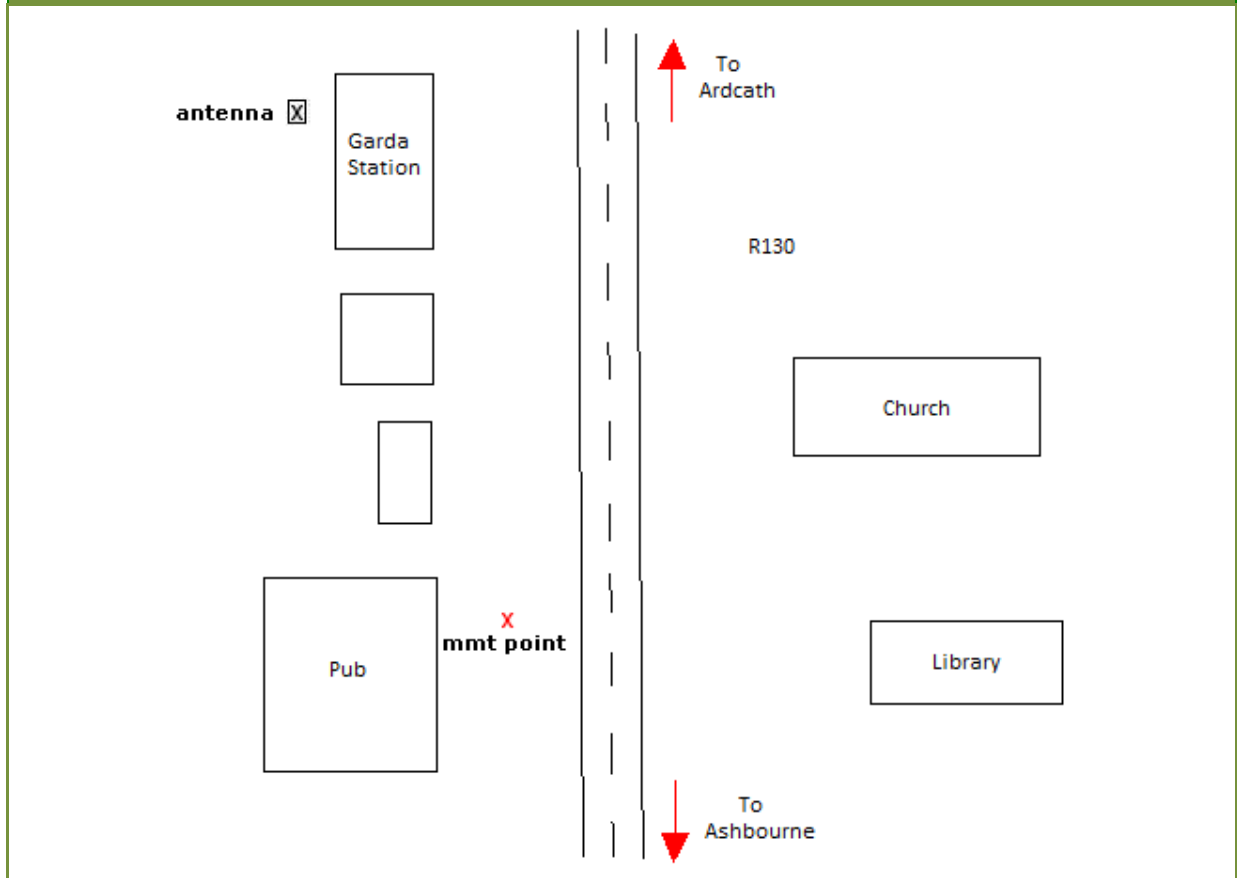 To
Ardcath
antenna X
Garda
Station
R130
Church
X
mmt point
Pub
Library
To
Ashbourne